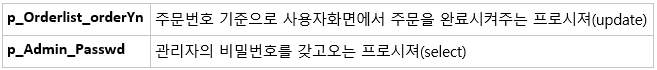 p_Orderlist_orderYn 주문번호 기준으로 사용자화면에서 주문을 완료시켜주는 프로시져(update)
p_Admin_Passwd 관리자의 비밀번호를 갖고오는 프로시져(select)